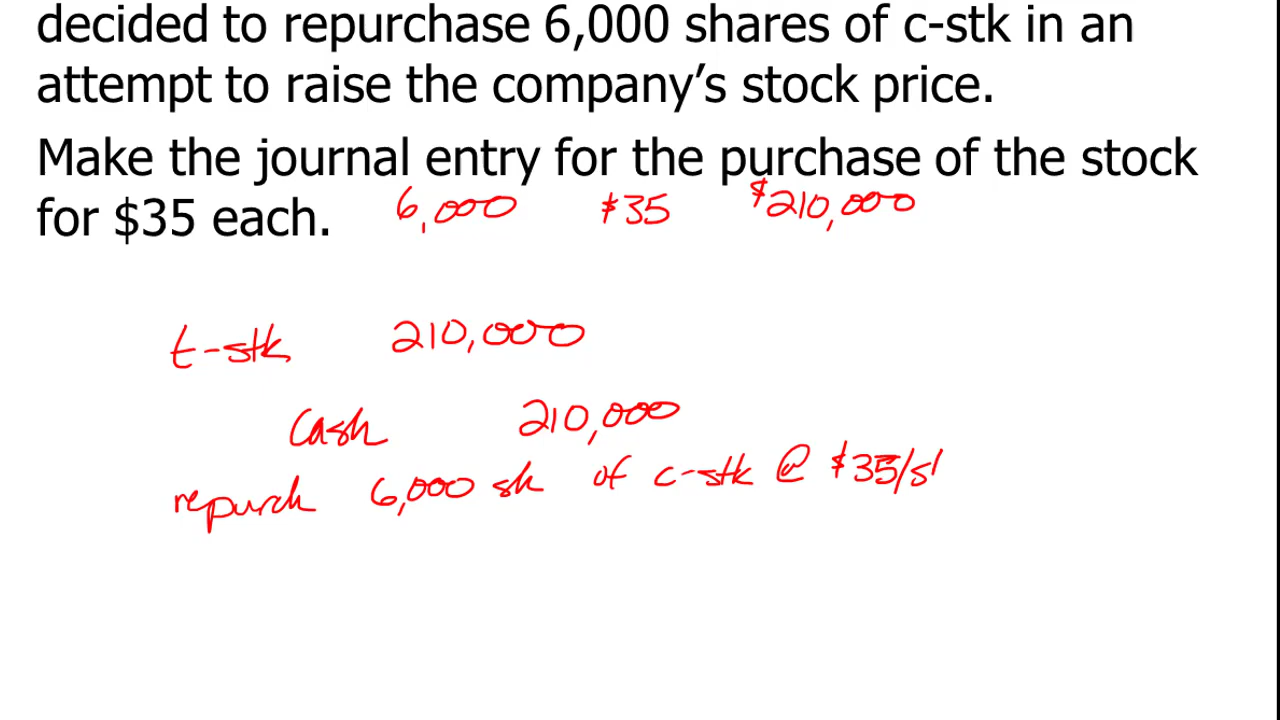 decided to repurchase 6,000 shares of c-stk in an
attempt to raise the company's stock price.
Make the journal entry for the purchase of the stock
for $35 each. 6,000 $35 $210,000
t-stk 210,000
Cash 210,000
repurch 6,000 sh of c-stk @ $35/sh